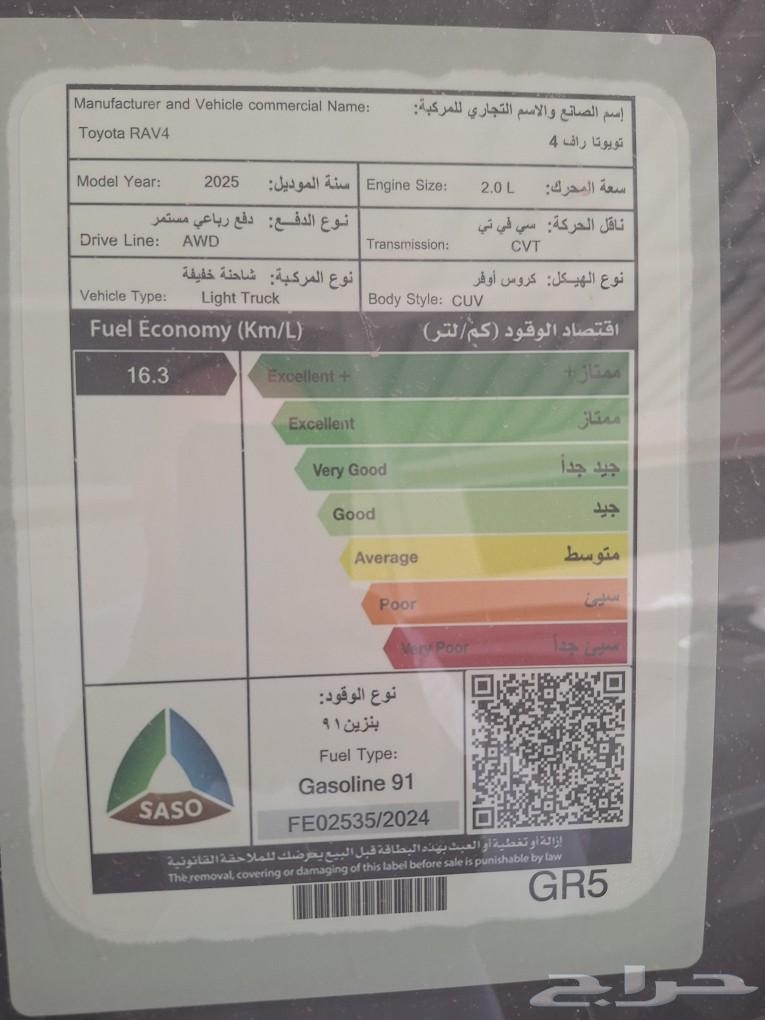 Manufacturer and Vehicle commercial Name: إسم الصانع والاسم التجاري للمركبة:
Toyota RAV4 تويوتا راف 4
Model Year: 2025 سنة الموديل:
Engine Size: 2.0 L سعة المحرك:
نوع الدفـع: دفع رباعي مستمر
Drive Line: AWD
ناقل الحركة: سي في تي
Transmission: CVT
نوع المركبة: شاحنة خفيفة
Vehicle Type: Light Truck
نوع الهيكل: كروس أوفر
Body Style: CUV
Fuel Economy (Km/L) اقتصاد الوقود (كم/لتر)
16.3
Excellent + ممتاز+
Excellent ممتاز
Very Good جيد جداً
Good جيد
Average متوسط
Poor سيئ
Very Poor سيئ جداً
SASO
نوع الوقود:
بنزين ٩١
Fuel Type:
Gasoline 91
FE02535/2024
إزالة أو تغطية أو العبث بهذه البطاقة قبل البيع يعرضك للملاحقة القانونية
The removal, covering or damaging of this label before sale is punishable by law
GR5
حراج